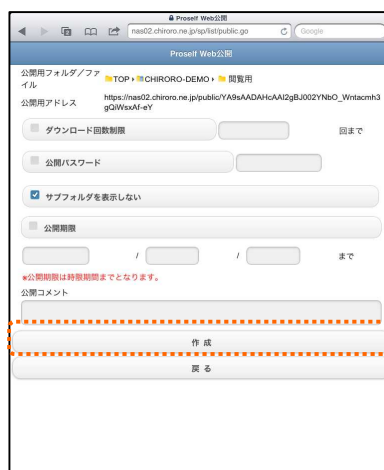 Proself Web公開
nas02.chiroro.ne.jp/sp/list/public.go
Google
Proself Web公開
公開用フォルダ／ファイル
TOP › CHIRORO-DEMO › 閲覧用
公開用アドレス
https://nas02.chiroro.ne.jp/public/YA9sAADAHcAAI2gBJ002YNbO_Wntacmh3
gQiWsxAf-eY
ダウンロード回数制限 回まで
公開パスワード
サブフォルダを表示しない
公開期限
/ / まで
※公開期限は時限期間までとなります。
公開コメント
作 成
戻 る